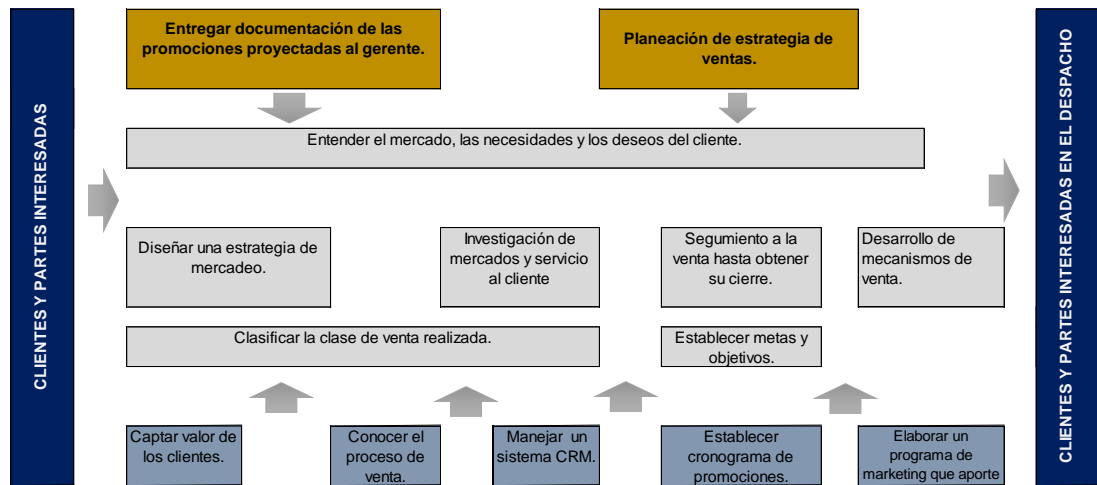 CLIENTES Y PARTES INTERESADAS
Entregar documentación de las
promociones proyectadas al gerente.
Planeación de estrategia de
ventas.
Entender el mercado, las necesidades y los deseos del cliente.
Diseñar una estrategia de
mercadeo.
Investigación de
mercados y servicio
al cliente
Segumiento a la
venta hasta obtener
su cierre.
Desarrollo de
mecanismos de
venta.
Clasificar la clase de venta realizada.
Establecer metas y
objetivos.
Captar valor de
los clientes.
Conocer el
proceso de
venta.
Manejar un
sistema CRM.
Establecer
cronograma de
promociones.
Elaborar un
programa de
marketing que aporte
CLIENTES Y PARTES INTERESADAS EN EL DESPACHO